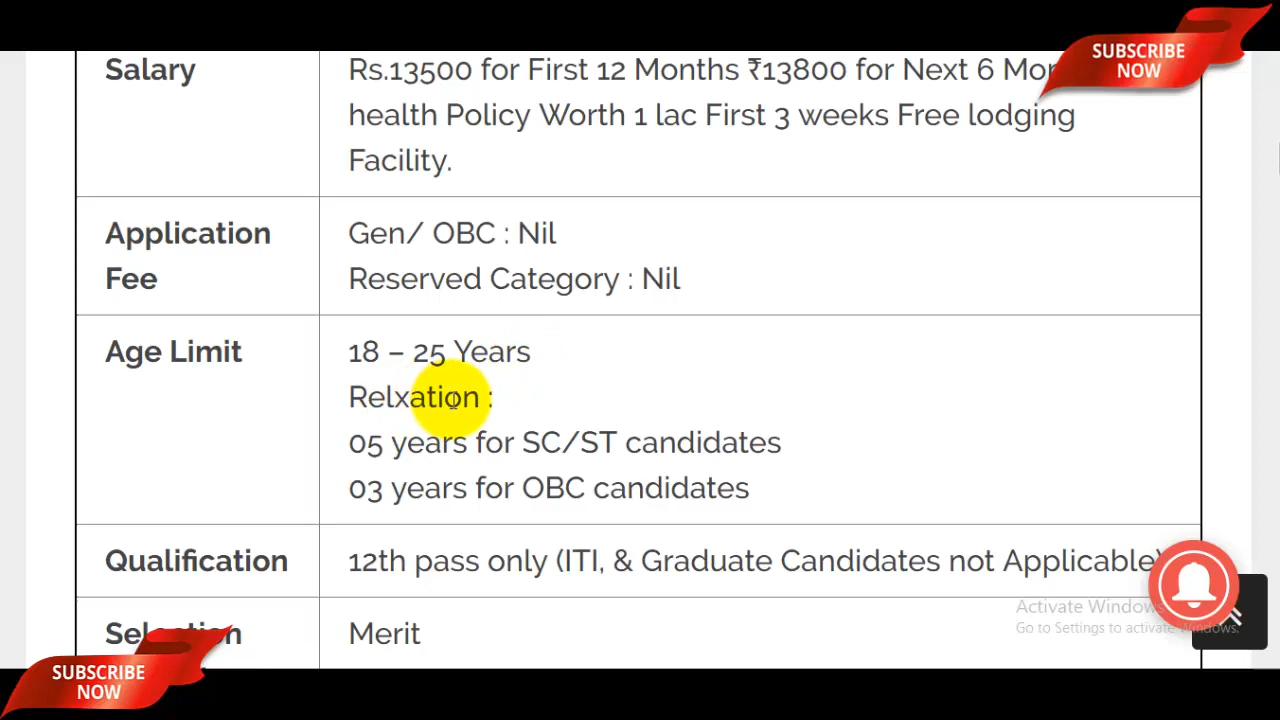 SUBSCRIBE
NOW
Salary
Rs.13500 for First 12 Months ₹13800 for Next 6
health Policy Worth 1 lac First 3 weeks Free lodging
Facility.
Application
Fee
Gen/ OBC : Nil
Reserved Category : Nil
Age Limit
18 – 25 Years
Relxation :
05 years for SC/ST candidates
03 years for OBC candidates
Qualification
12th pass only (ITI, & Graduate Candidates not Applicable)
Activate Windows
Go to Settings to activate Windows.
Selection
Merit
SUBSCRIBE
NOW